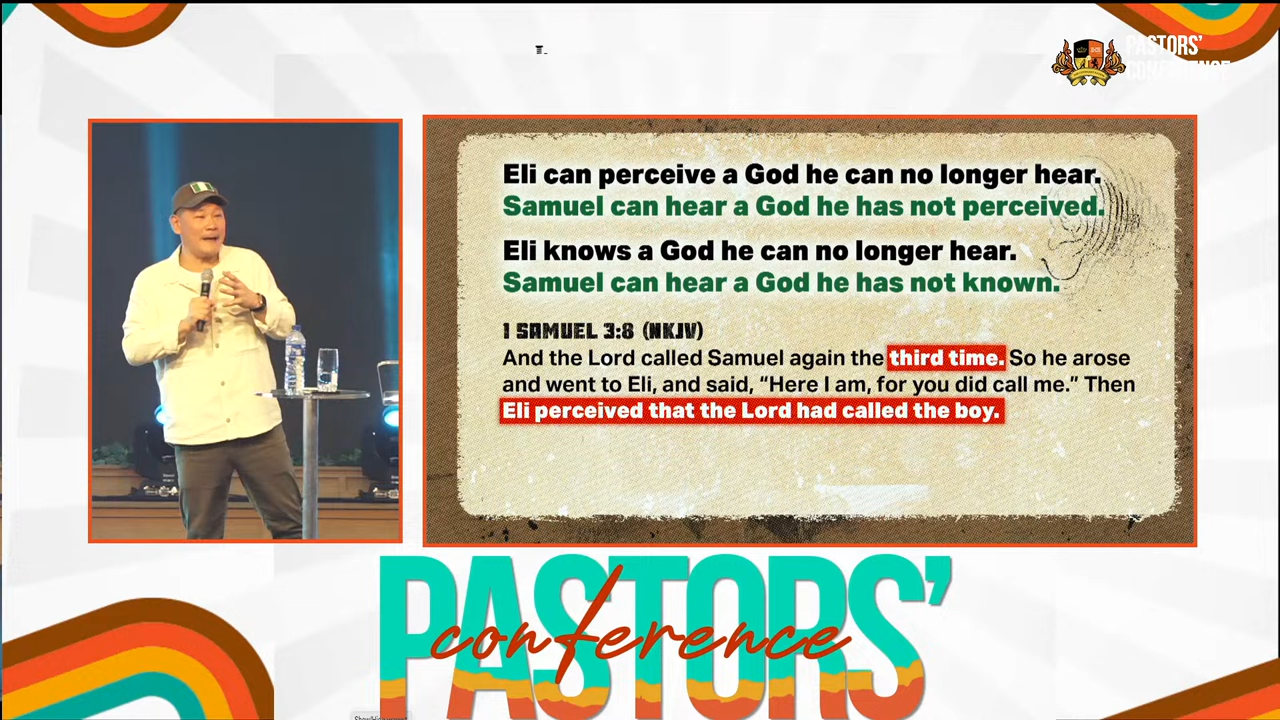 PASTORS'
CONFERENCE
Eli can perceive a God he can no longer hear.
Samuel can hear a God he has not perceived.
Eli knows a God he can no longer hear.
Samuel can hear a God he has not known.
1 SAMUEL 3:8 (NKJV)
And the Lord called Samuel again the third time. So he arose
and went to Eli, and said, “Here I am, for you did call me.” Then
Eli perceived that the Lord had called the boy.
PASTORS'
conference